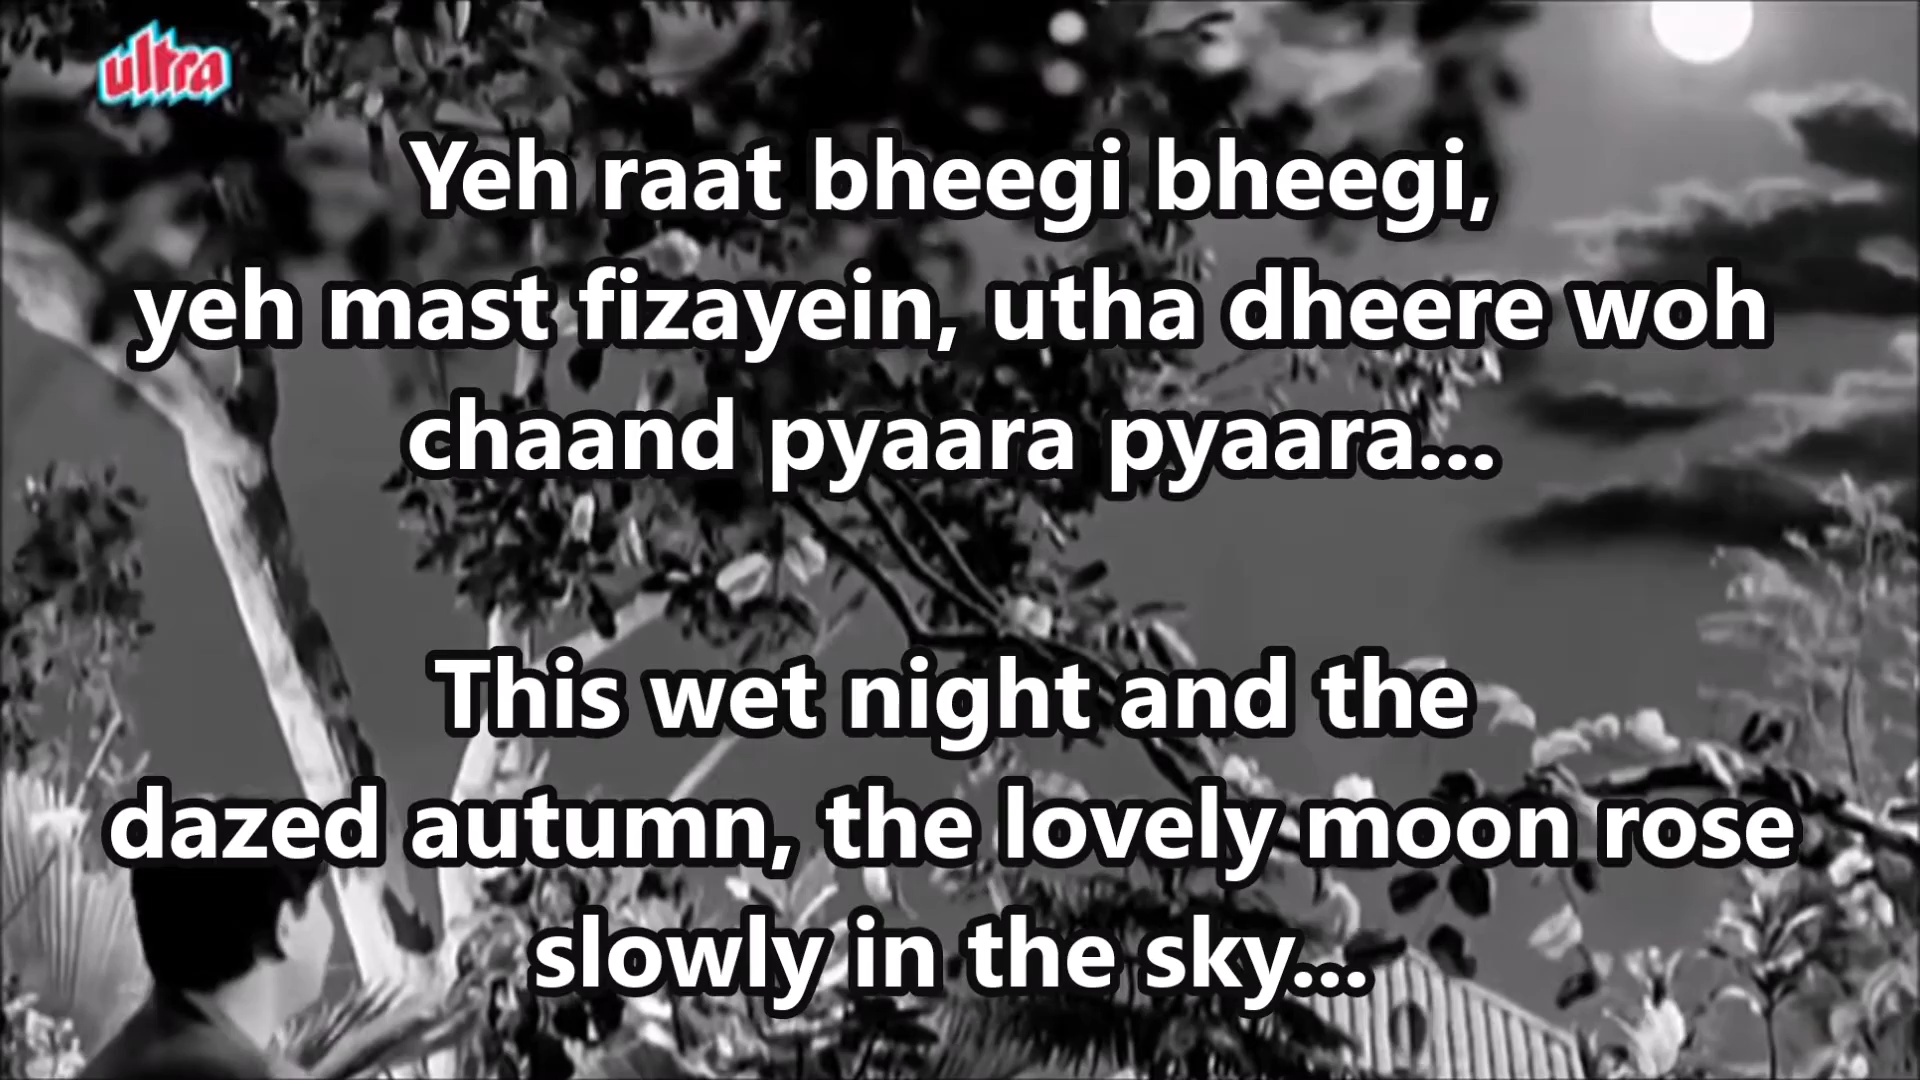 ultra
Yeh raat bheegi bheegi,
yeh mast fizayein, utha dheere woh
chaand pyaara pyaara...
This wet night and the
dazed autumn, the lovely moon rose
slowly in the sky...